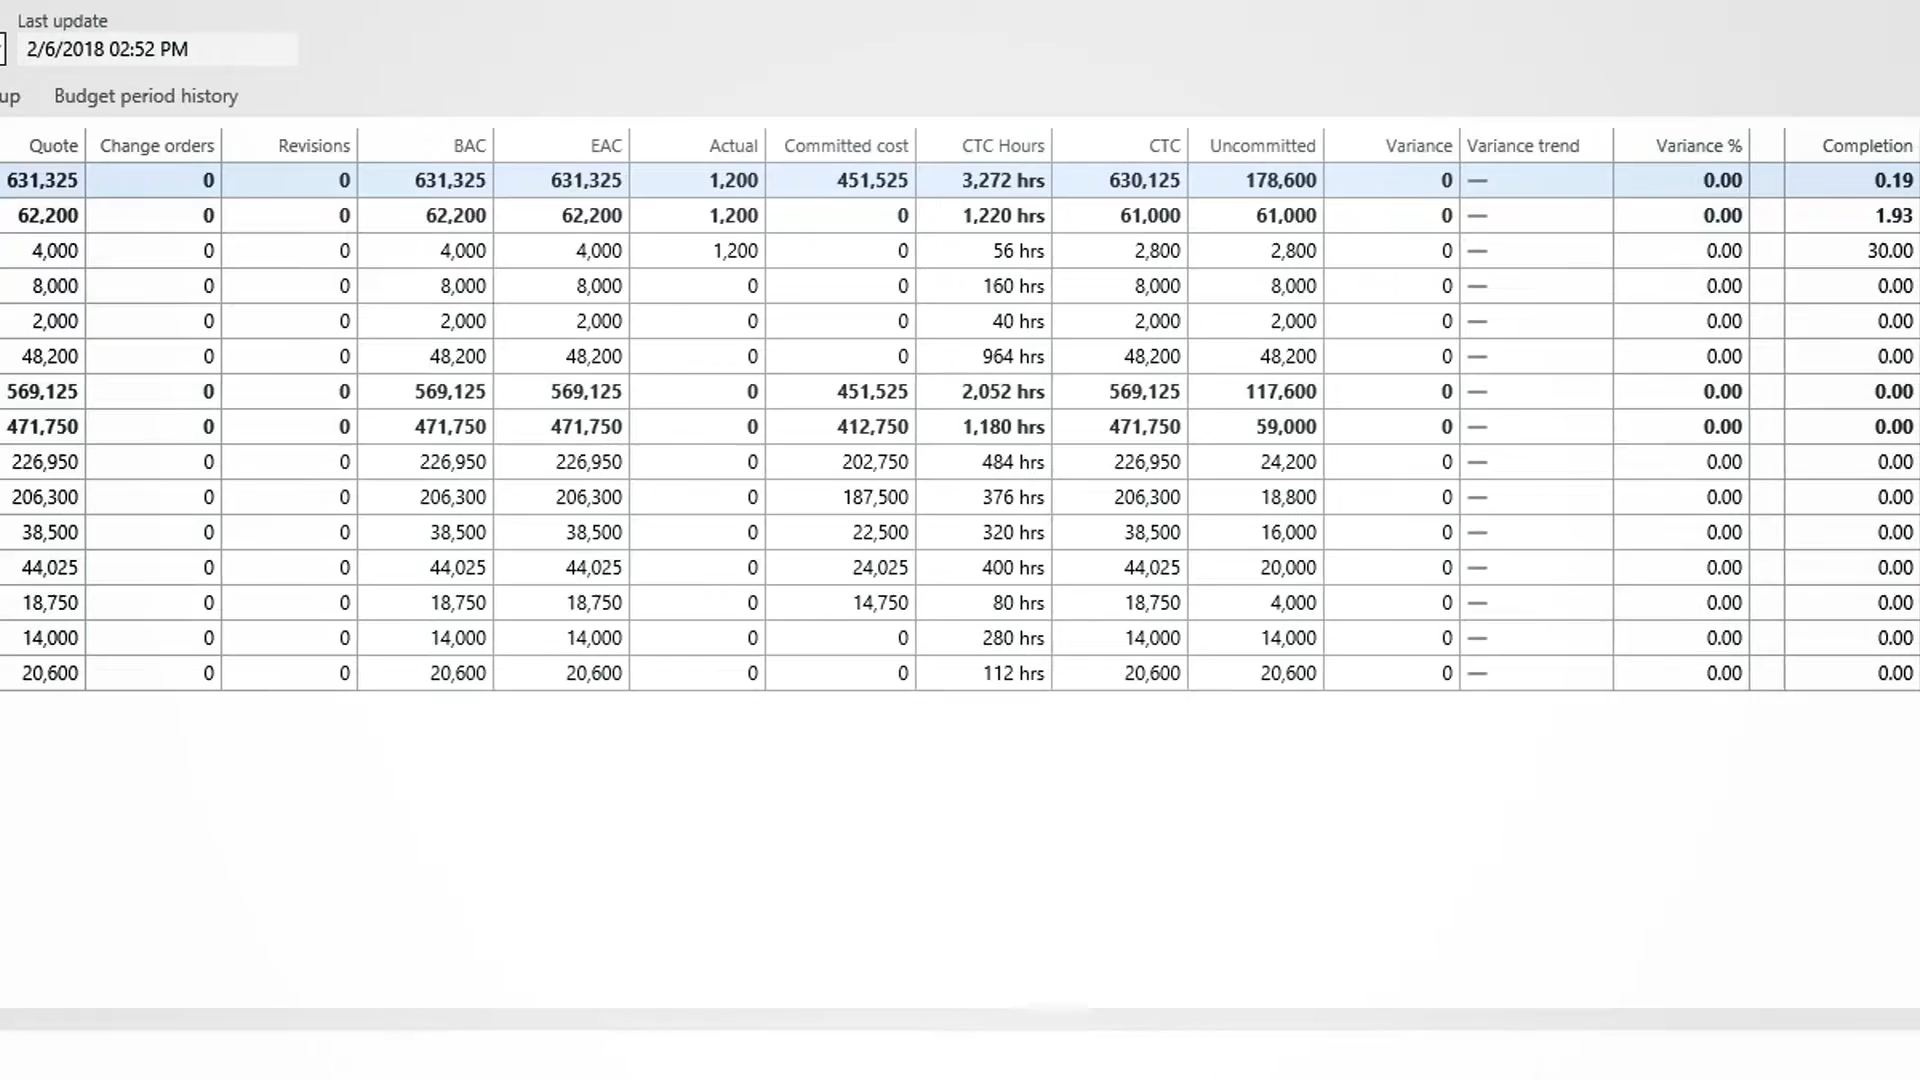 Last update
2/6/2018 02:52 PM
up Budget period history
Quote Change orders Revisions BAC EAC Actual Committed cost CTC Hours CTC Uncommitted Variance Variance trend Variance % Completion
631,325 0 0 631,325 631,325 1,200 451,525 3,272 hrs 630,125 178,600 0 — 0.00 0.19
62,200 0 0 62,200 62,200 1,200 0 1,220 hrs 61,000 61,000 0 — 0.00 1.93
4,000 0 0 4,000 4,000 1,200 0 56 hrs 2,800 2,800 0 — 0.00 30.00
8,000 0 0 8,000 8,000 0 0 160 hrs 8,000 8,000 0 — 0.00 0.00
2,000 0 0 2,000 2,000 0 0 40 hrs 2,000 2,000 0 — 0.00 0.00
48,200 0 0 48,200 48,200 0 0 964 hrs 48,200 48,200 0 — 0.00 0.00
569,125 0 0 569,125 569,125 0 451,525 2,052 hrs 569,125 117,600 0 — 0.00 0.00
471,750 0 0 471,750 471,750 0 412,750 1,180 hrs 471,750 59,000 0 — 0.00 0.00
226,950 0 0 226,950 226,950 0 202,750 484 hrs 226,950 24,200 0 — 0.00 0.00
206,300 0 0 206,300 206,300 0 187,500 376 hrs 206,300 18,800 0 — 0.00 0.00
38,500 0 0 38,500 38,500 0 22,500 320 hrs 38,500 16,000 0 — 0.00 0.00
44,025 0 0 44,025 44,025 0 24,025 400 hrs 44,025 20,000 0 — 0.00 0.00
18,750 0 0 18,750 18,750 0 14,750 80 hrs 18,750 4,000 0 — 0.00 0.00
14,000 0 0 14,000 14,000 0 0 280 hrs 14,000 14,000 0 — 0.00 0.00
20,600 0 0 20,600 20,600 0 0 112 hrs 20,600 20,600 0 — 0.00 0.00